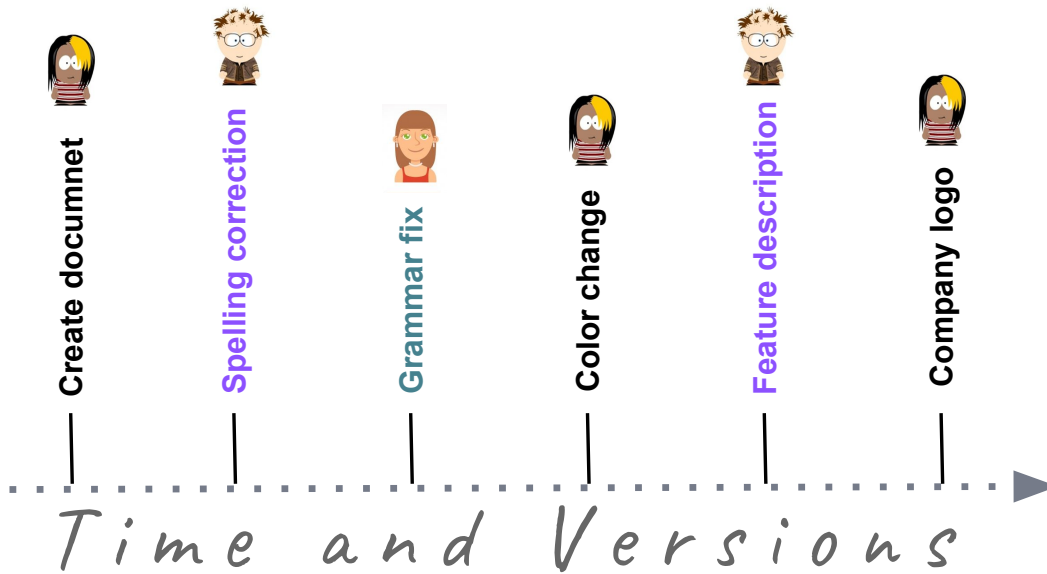 Create documnet
Spelling correction
Grammar fix
Color change
Feature description
Company logo
Time and Versions